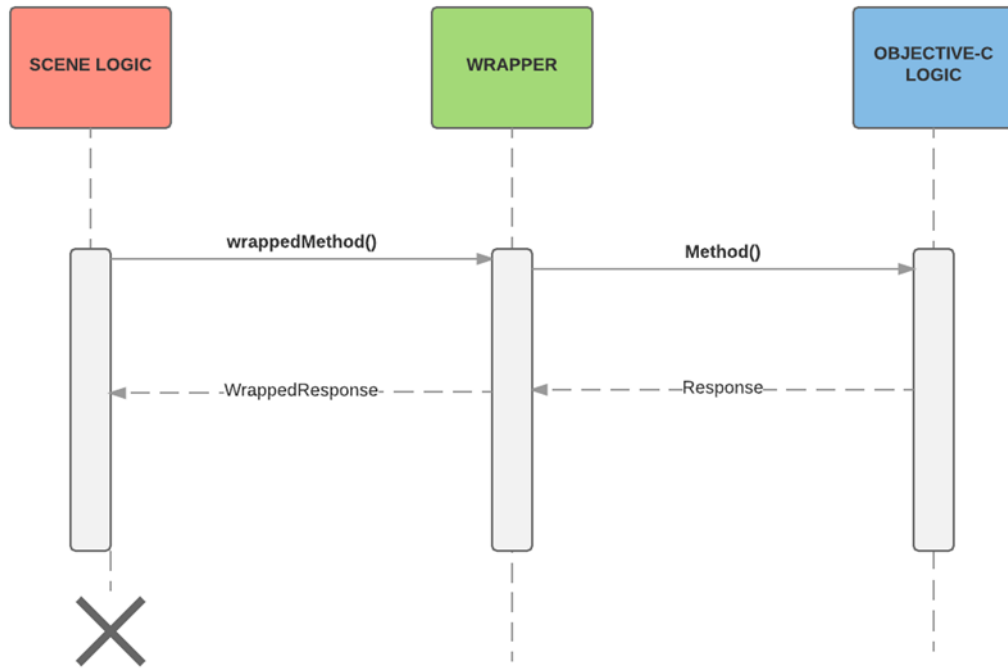 SCENE LOGIC
WRAPPER
OBJECTIVE-C
LOGIC
wrappedMethod()
Method()
WrappedResponse
Response